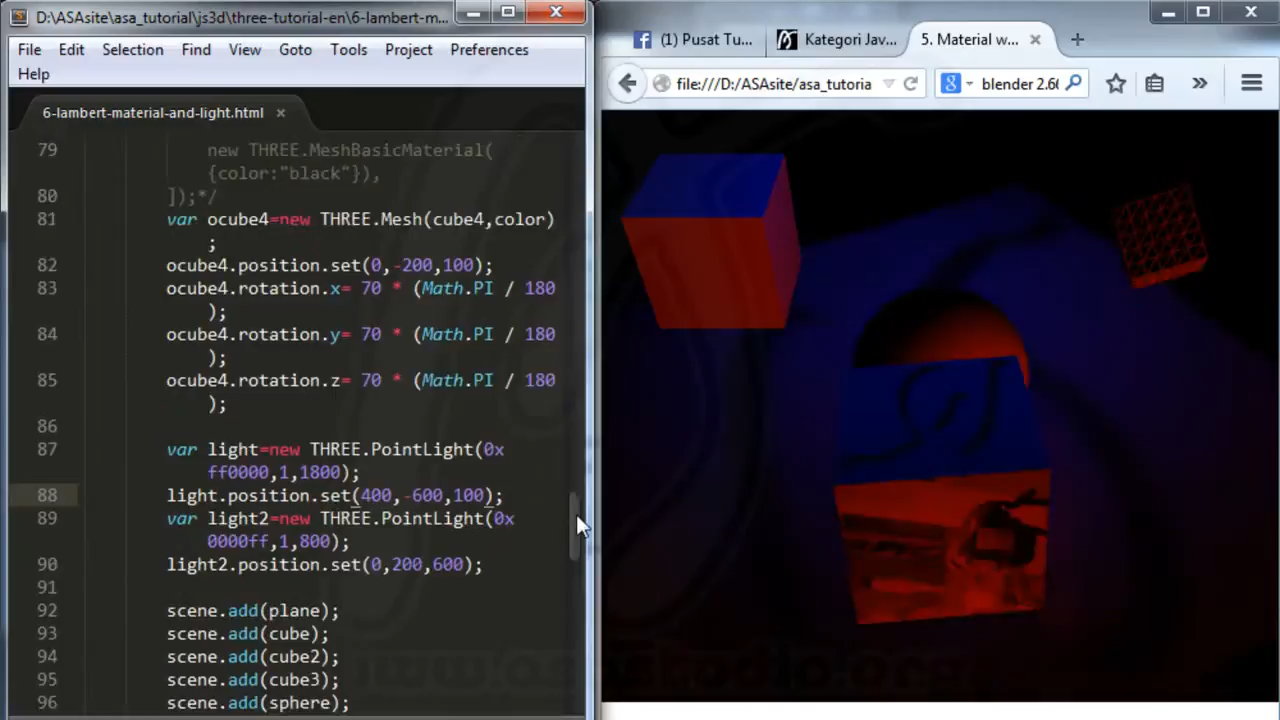 D:\ASAsite\asa_tutorial\js3d\three-tutorial-en\6-lambert-m...
File Edit Selection Find View Goto Tools Project Preferences
Help
6-lambert-material-and-light.html
79 new THREE.MeshBasicMaterial(
{color:"black"}),
80 ]);*/
81 var ocube4=new THREE.Mesh(cube4,color)
;
82 ocube4.position.set(0,-200,100);
83 ocube4.rotation.x= 70 * (Math.PI / 180
);
84 ocube4.rotation.y= 70 * (Math.PI / 180
);
85 ocube4.rotation.z= 70 * (Math.PI / 180
);
86
87 var light=new THREE.PointLight(0x
ff0000,1,1800);
88 light.position.set(400,-600,100);
89 var light2=new THREE.PointLight(0x
0000ff,1,800);
90 light2.position.set(0,200,600);
91
92 scene.add(plane);
93 scene.add(cube);
94 scene.add(cube2);
95 scene.add(cube3);
96 scene.add(sphere);
(1) Pusat Tu... Kategori Jav... 5. Material w...
file:///D:/ASAsite/asa_tutoria blender 2.6